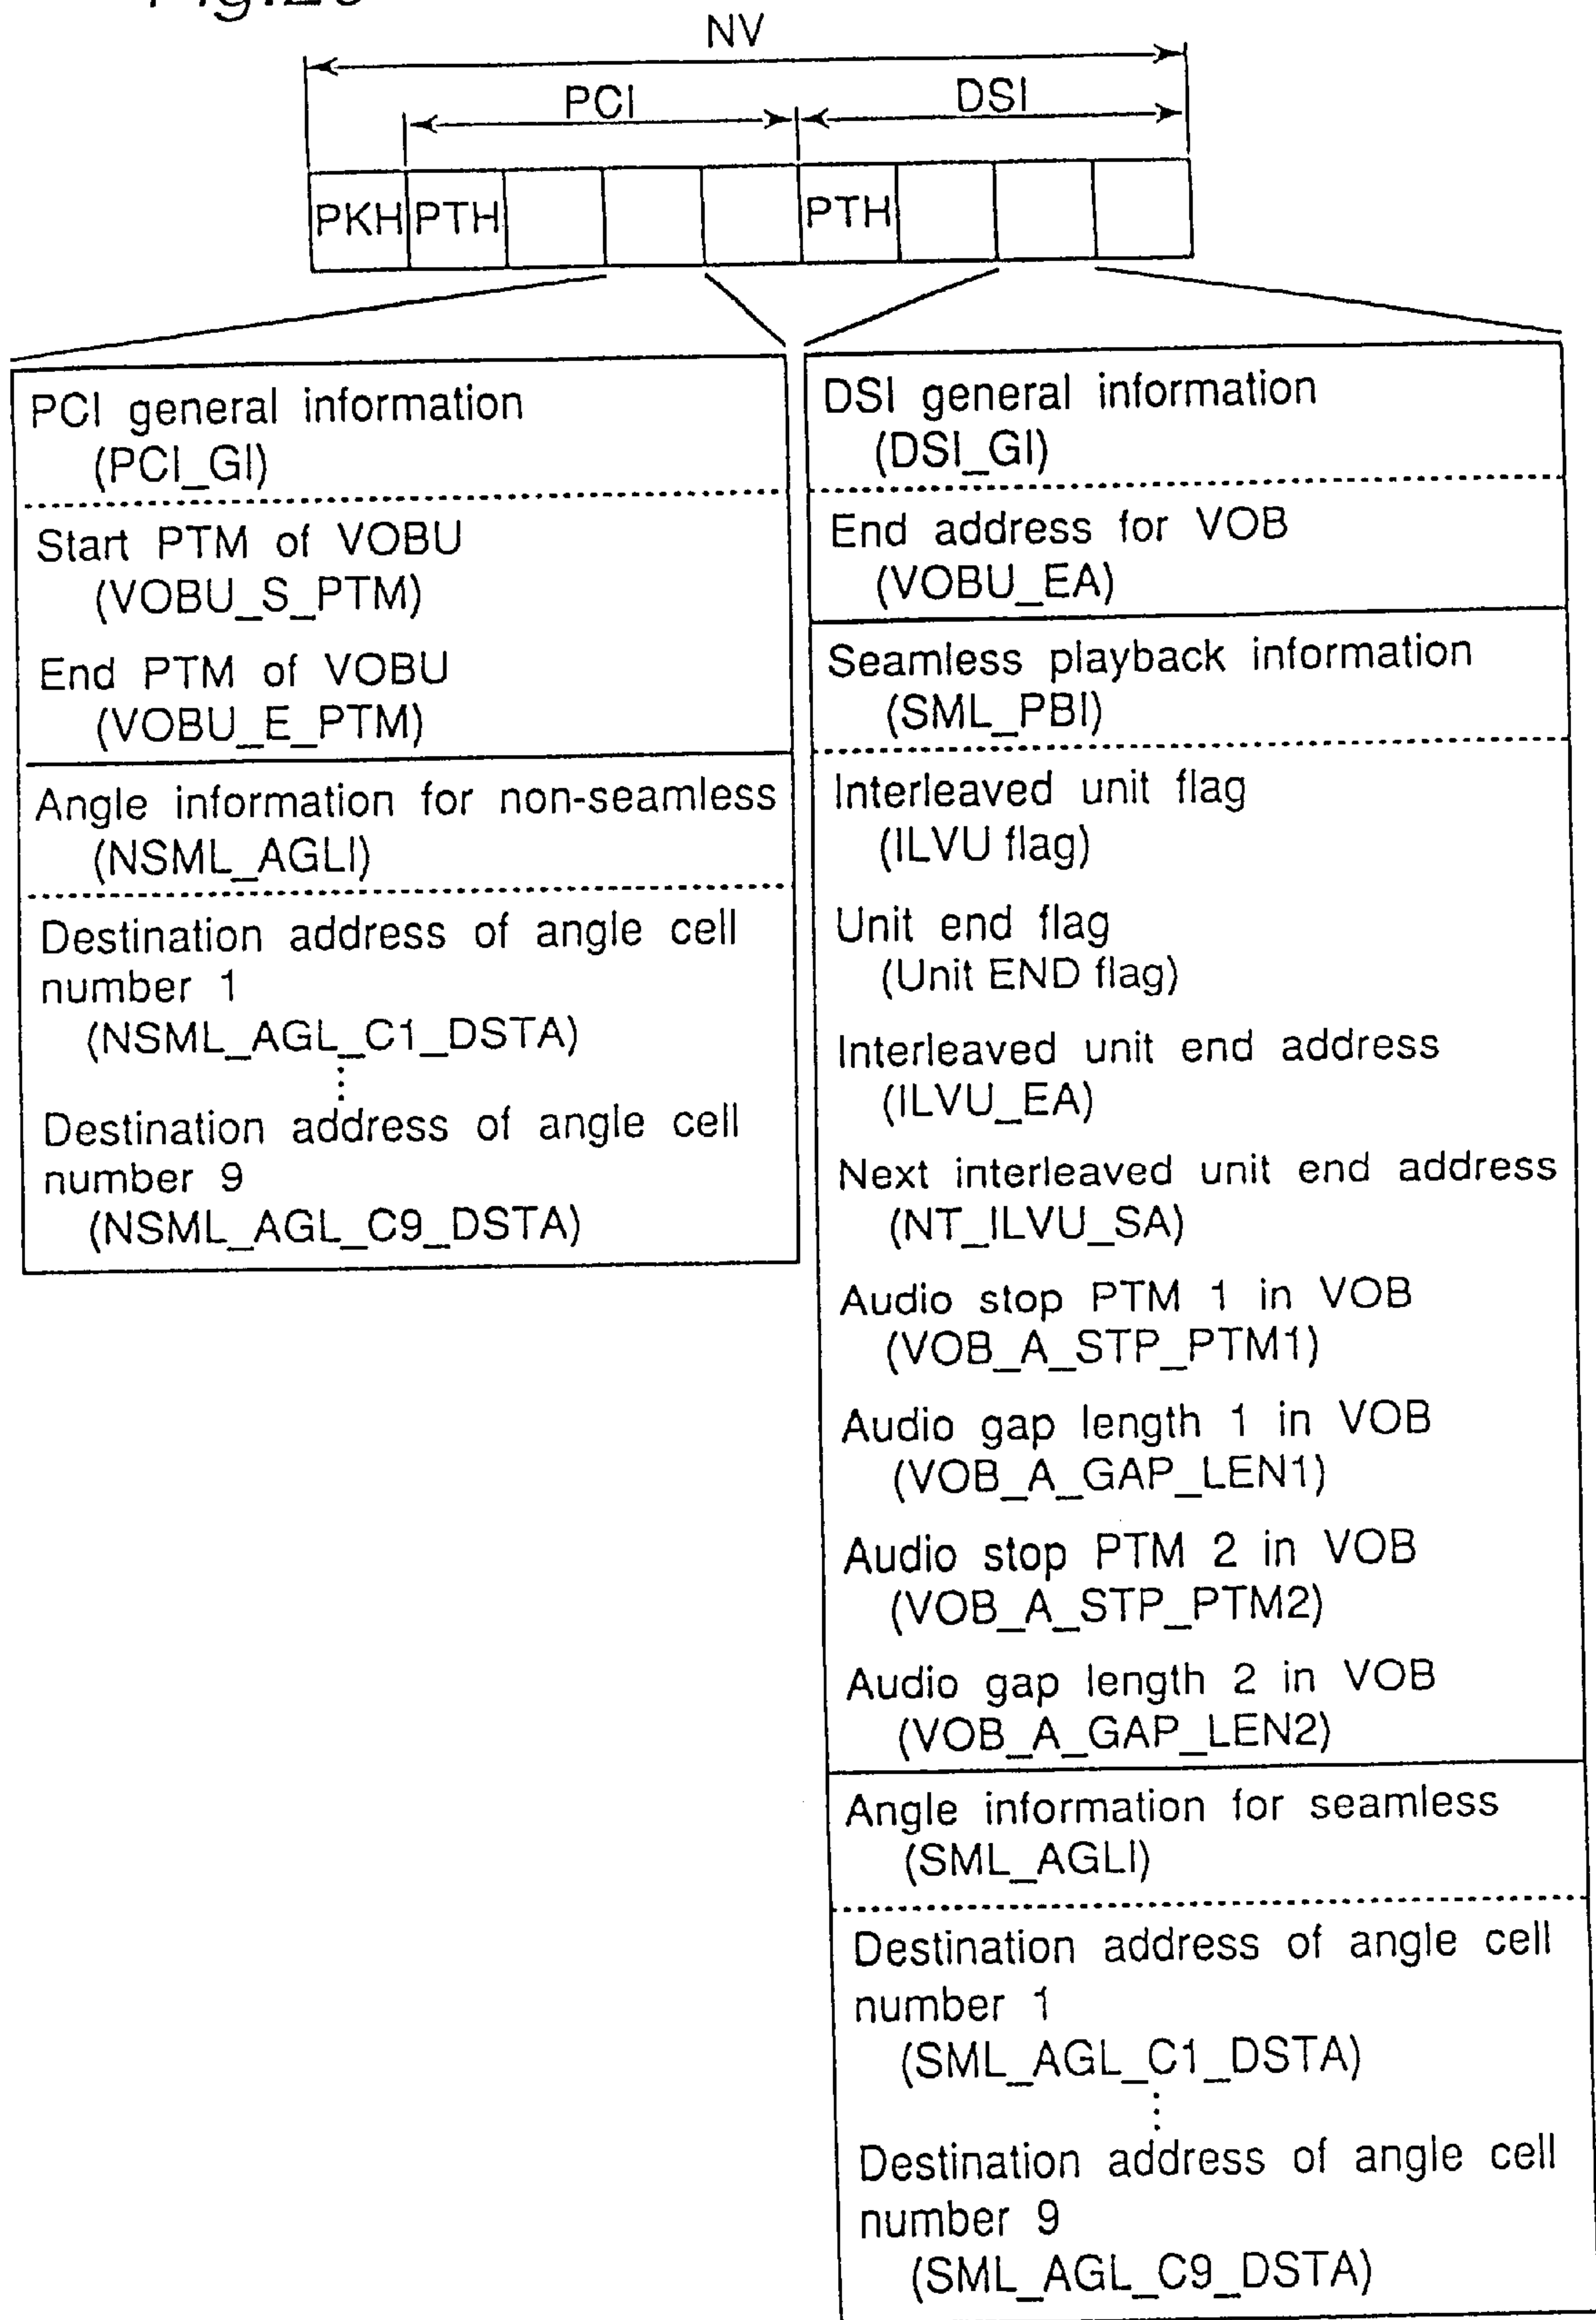 NV
PCI
DSI
PKH PTH PTH
PCI general information
(PCI_GI)
Start PTM of VOBU
(VOBU_S_PTM)
End PTM of VOBU
(VOBU_E_PTM)
Angle information for non-seamless
(NSML_AGLI)
Destination address of angle cell
number 1
(NSML_AGL_C1_DSTA)
Destination address of angle cell
number 9
(NSML_AGL_C9_DSTA)
DSI general information
(DSI_GI)
End address for VOB
(VOBU_EA)
Seamless playback information
(SML_PBI)
Interleaved unit flag
(ILVU flag)
Unit end flag
(Unit END flag)
Interleaved unit end address
(ILVU_EA)
Next interleaved unit end address
(NT_ILVU_SA)
Audio stop PTM 1 in VOB
(VOB_A_STP_PTM1)
Audio gap length 1 in VOB
(VOB_A_GAP_LEN1)
Audio stop PTM 2 in VOB
(VOB_A_STP_PTM2)
Audio gap length 2 in VOB
(VOB_A_GAP_LEN2)
Angle information for seamless
(SML_AGLI)
Destination address of angle cell
number 1
(SML_AGL_C1_DSTA)
Destination address of angle cell
number 9
(SML_AGL_C9_DSTA)